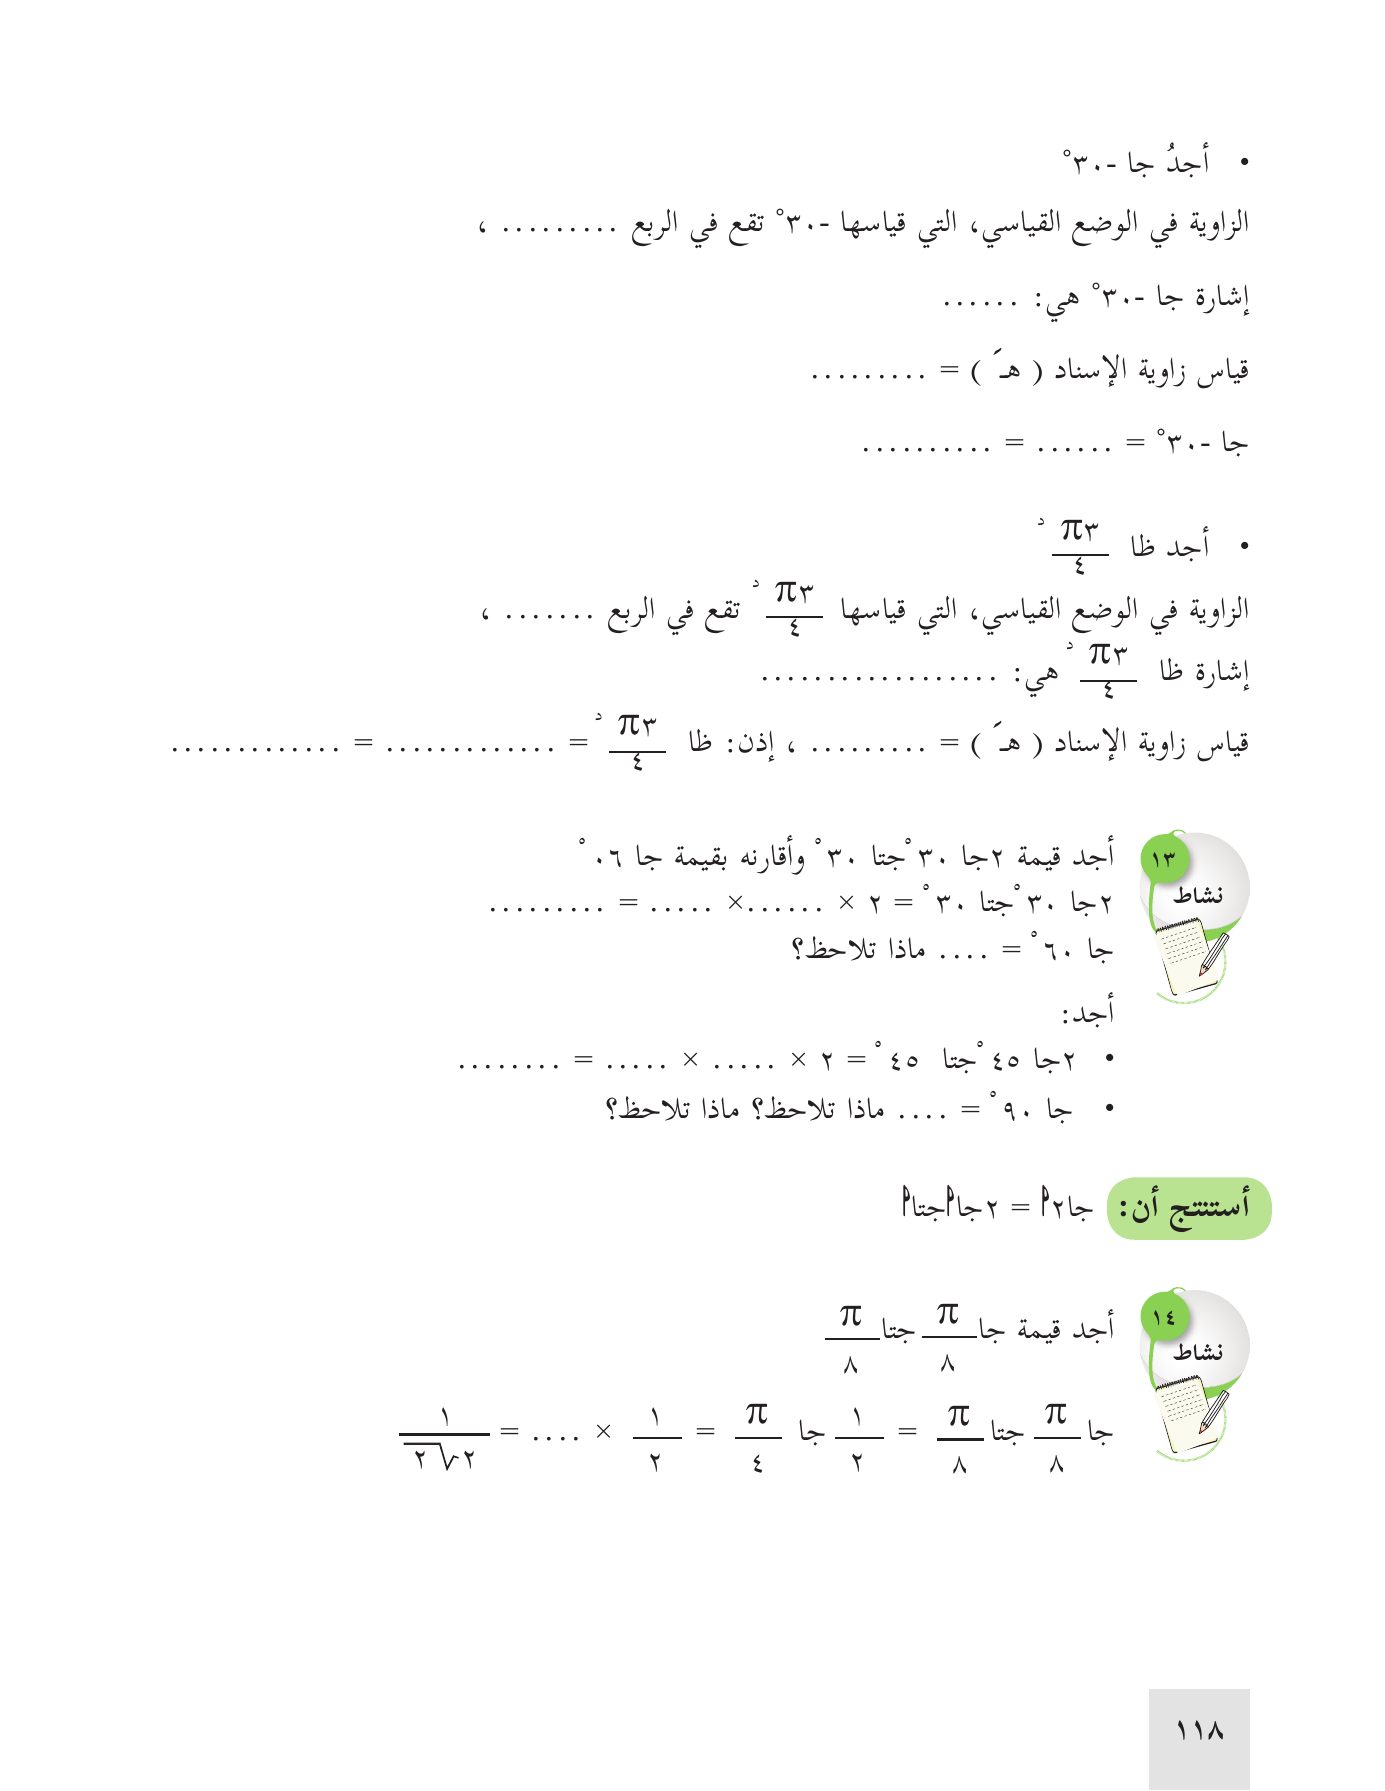 • أجدُ جا -٣٠°
الزاوية في الوضع القياسي، التي قياسها -٣٠° تقع في الربع ......... ،
إشارة جا -٣٠° هي: ......
قياس زاوية الإسناد ( هـَ ) = .........
جا -٣٠° = ...... = ..........
• أجد ظا ٣π/٤ د
الزاوية في الوضع القياسي، التي قياسها ٣π/٤ د تقع في الربع ....... ،
إشارة ظا ٣π/٤ د هي: ..................
قياس زاوية الإسناد ( هـَ ) = ......... ، إذن: ظا ٣π/٤ د = ............. = .............
١٣
نشاط
أجد قيمة ٢جا ٣٠° جتا ٣٠° وأقارنه بقيمة جا ٠٦°
٢جا ٣٠° جتا ٣٠° = ٢ × ......× ..... = .........
جا ٦٠° = .... ماذا تلاحظ؟
أجد:
• ٢جا ٤٥° جتا ٤٥° = ٢ × ..... × ..... = ........
• جا ٩٠° = .... ماذا تلاحظ؟ ماذا تلاحظ؟
أستنتج أن: جا٢أ = ٢جاأجتاأ
١٤
نشاط
أجد قيمة جا π/٨ جتا π/٨
جا π/٨ جتا π/٨ = ١/٢ جا π/٤ = ١/٢ × .... = ١/٢√٢
١١٨